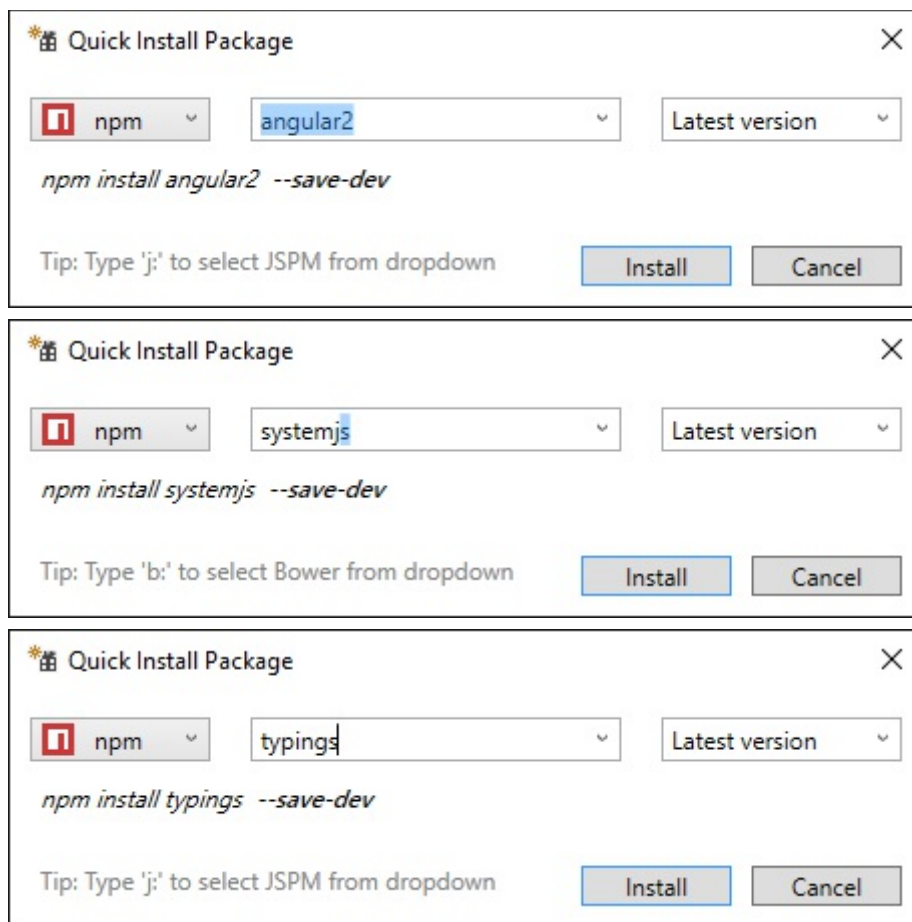 Quick Install Package
npm angular2 Latest version
npm install angular2 --save-dev
Tip: Type 'j:' to select JSPM from dropdown Install Cancel
Quick Install Package
npm systemjs Latest version
npm install systemjs --save-dev
Tip: Type 'b:' to select Bower from dropdown Install Cancel
Quick Install Package
npm typings Latest version
npm install typings --save-dev
Tip: Type 'j:' to select JSPM from dropdown Install Cancel